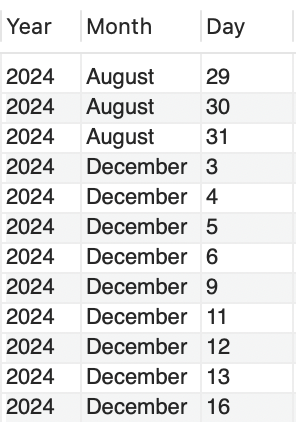 Year Month Day
2024 August 29
2024 August 30
2024 August 31
2024 December 3
2024 December 4
2024 December 5
2024 December 6
2024 December 9
2024 December 11
2024 December 12
2024 December 13
2024 December 16